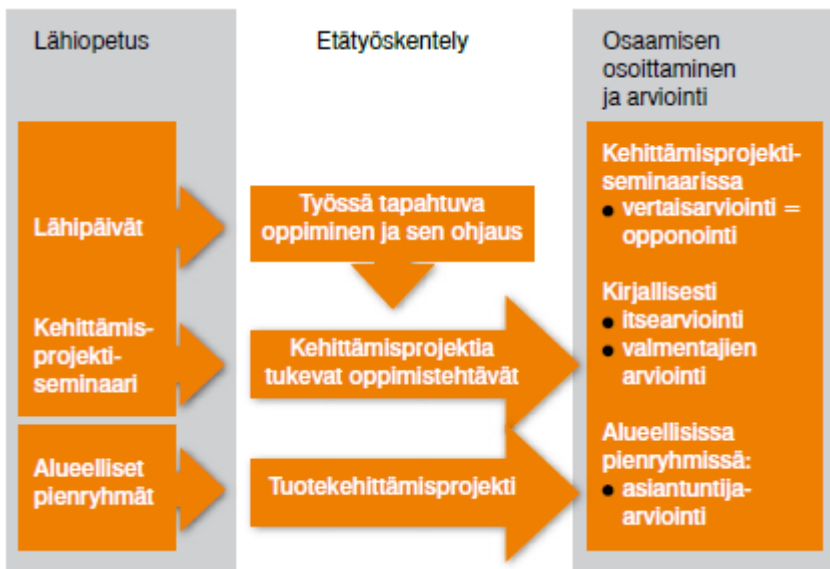 Lähiopetus
Etätyöskentely
Osaamisen
osoittaminen
ja arviointi
Lähipäivät
Kehittämis-
projekti-
seminaari
Alueelliset
pienryhmät
Työssä tapahtuva
oppiminen ja sen ohjaus
Kehittämisprojektia
tukevat oppimistehtävät
Tuotekehittämisprojekti
Kehittämisprojekti-
seminaarissa
● vertaisarviointi =
opponointi
Kirjallisesti
● itsearviointi
● valmentajien
arviointi
Alueellisissa
pienryhmissä:
● asiantuntija-
arviointi